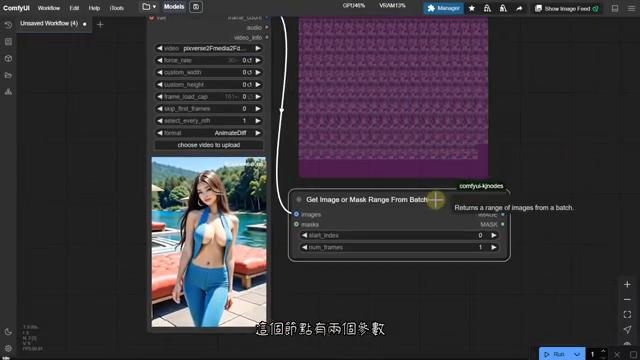 ComfyUI
Workflow
Edit
Help
iTools
Models
GPU46%
VRAM13%
Manager
Show Image Feed
Unsaved Workflow (4)
frame_count
audio
video_info
video
pixverse2Fmedia2Fd...
force_rate
0
custom_width
0
custom_height
0
frame_load_cap
0
skip_first_frames
0
select_every_nth
1
format
AnimateDiff
choose video to upload
comfyui-kjnodes
Get Image or Mask Range From Batch
Returns a range of images from a batch.
images
IMAGE
masks
MASK
start_index
0
num_frames
1
這個節點有兩個參數
Run
1